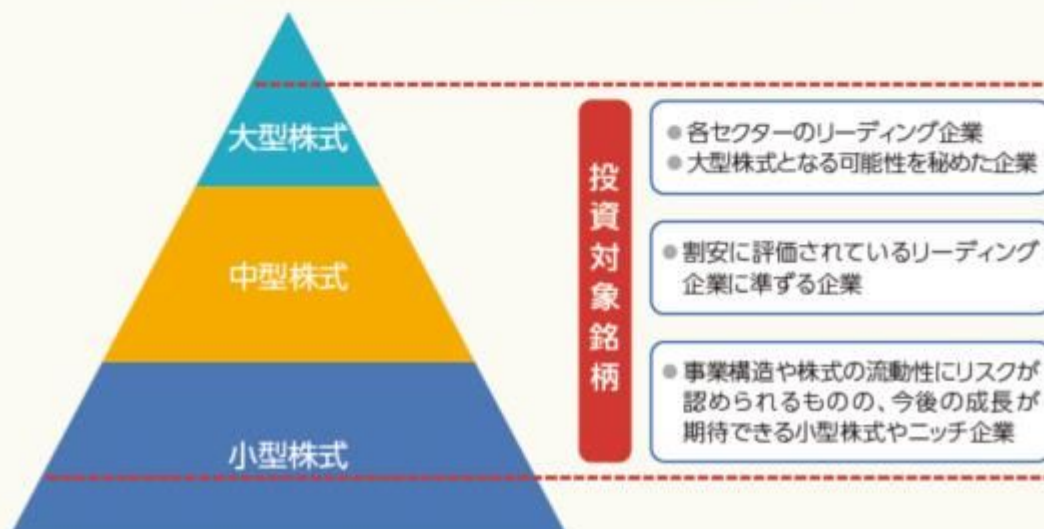 大型株式
中型株式
小型株式
投資対象銘柄
● 各セクターのリーディング企業
● 大型株式となる可能性を秘めた企業
● 割安に評価されているリーディング
企業に準ずる企業
● 事業構造や株式の流動性にリスクが
認められるものの、今後の成長が
期待できる小型株式やニッチ企業